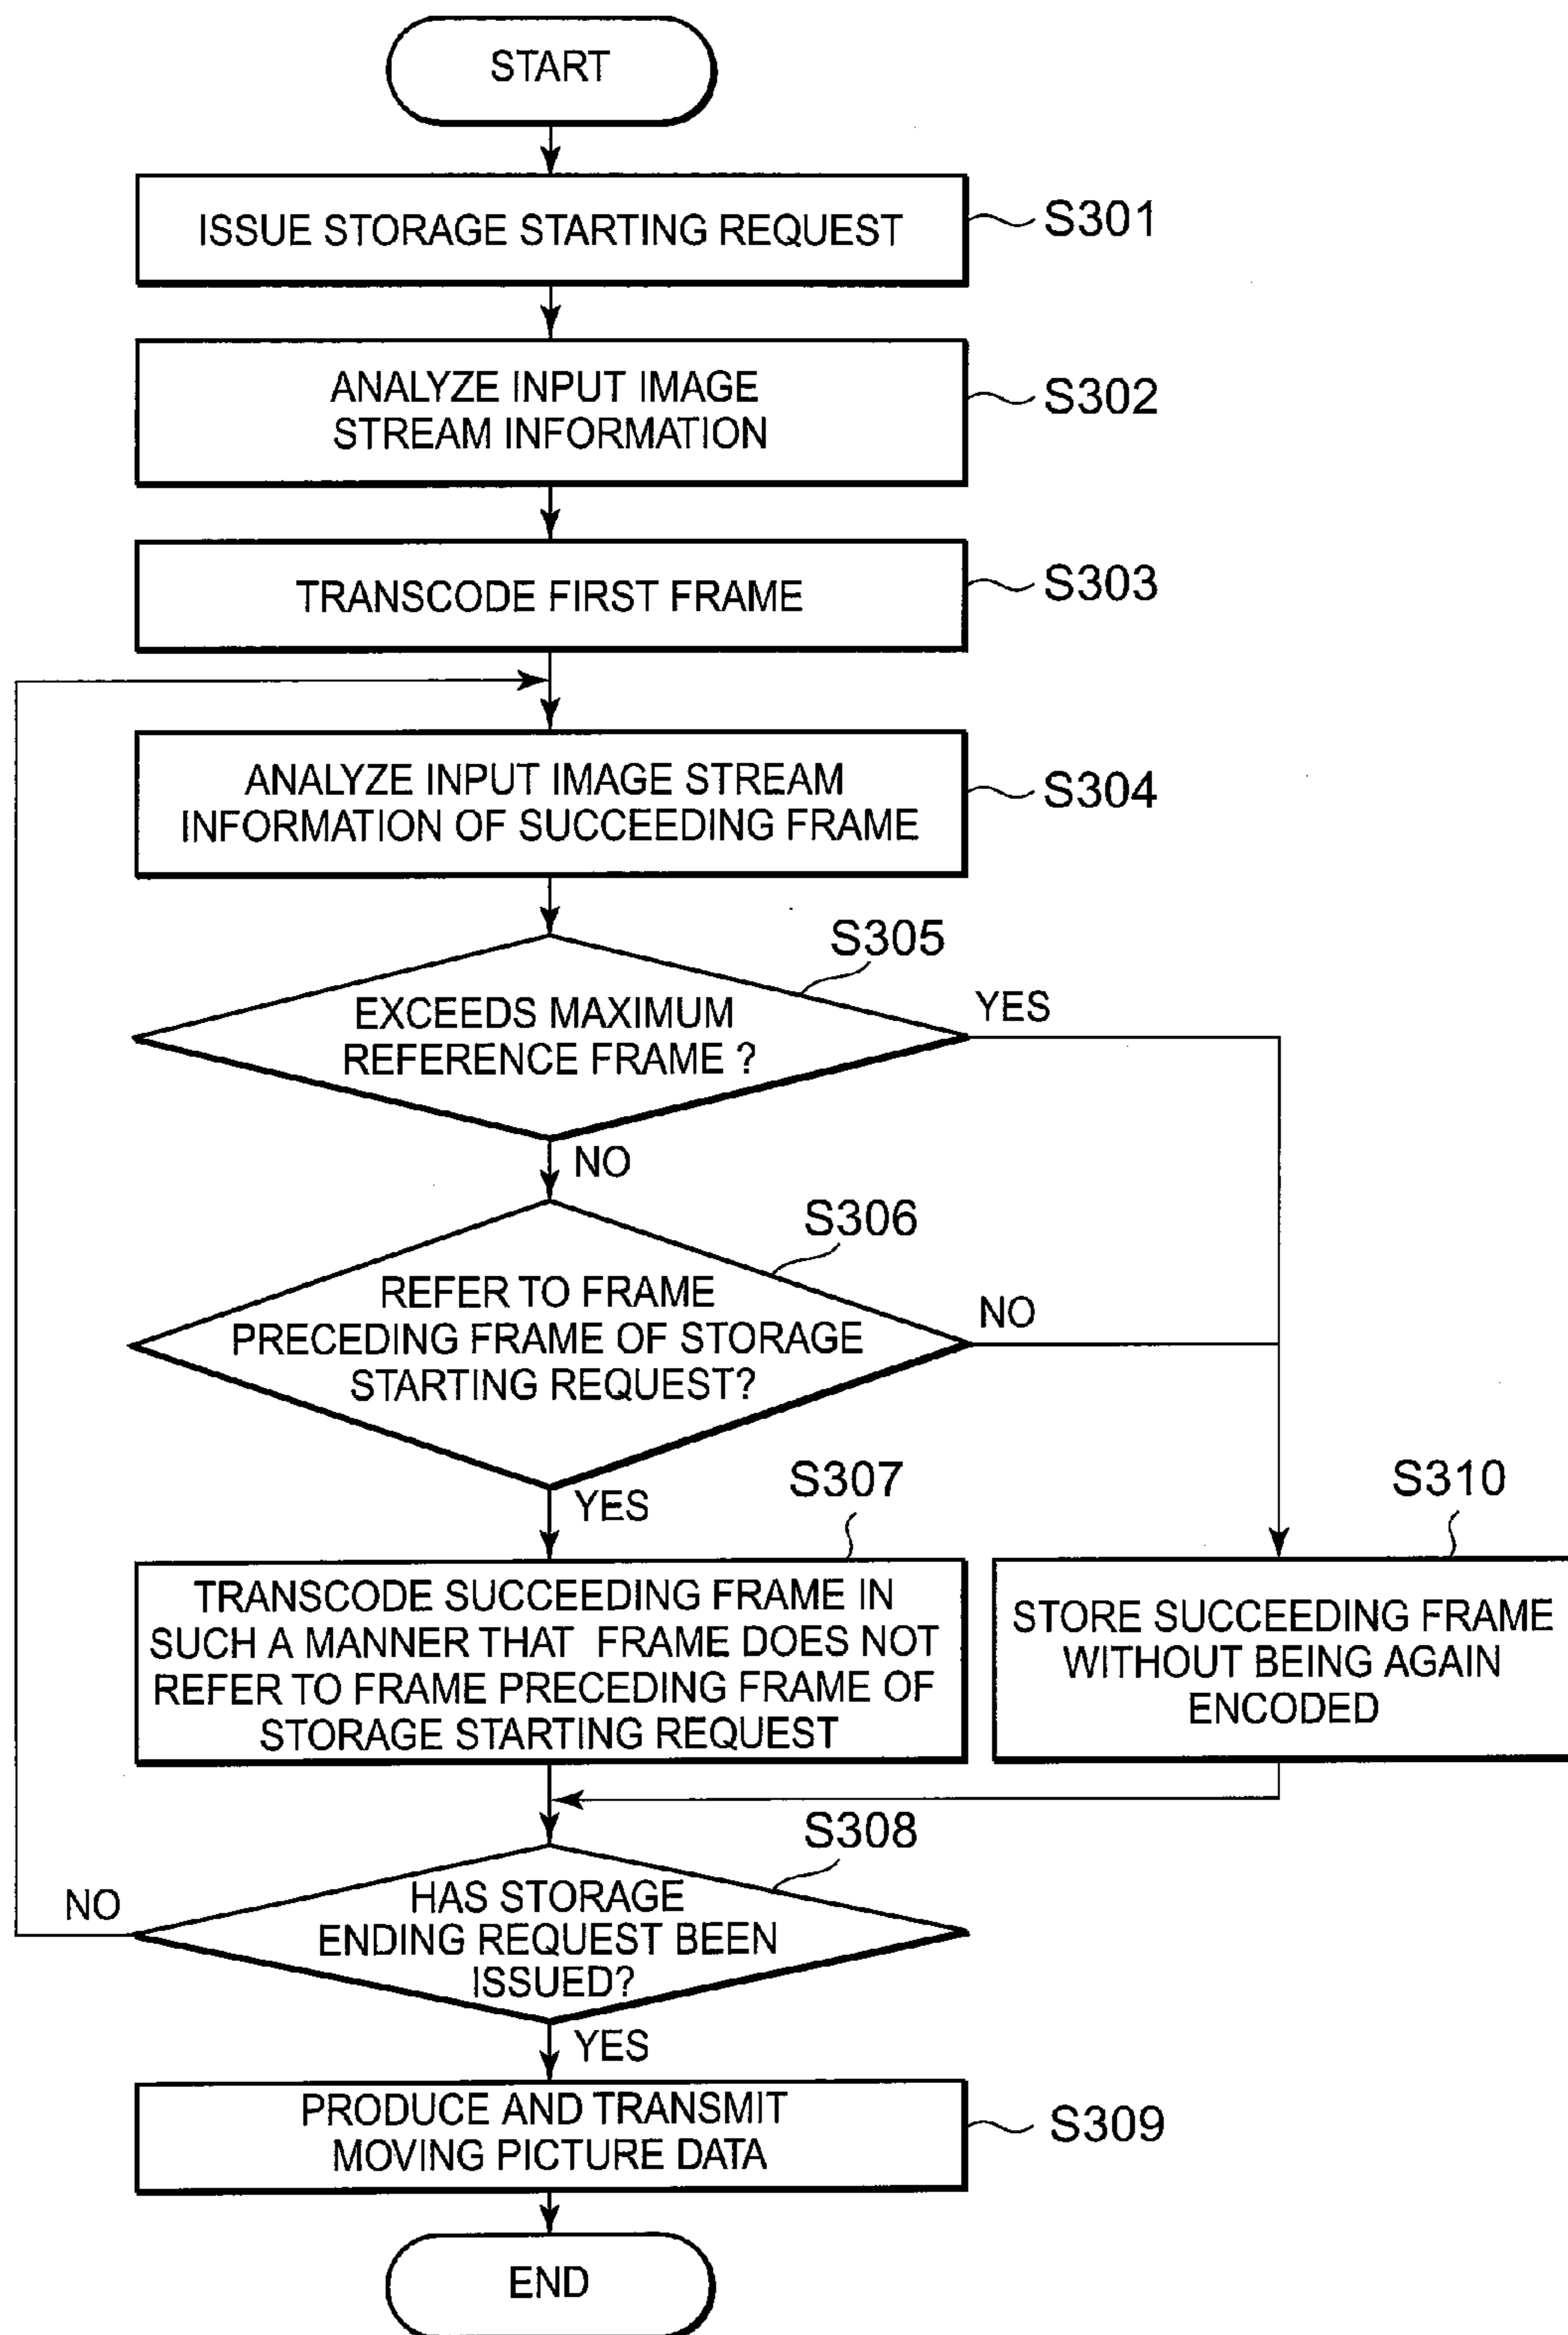 START
ISSUE STORAGE STARTING REQUEST
S301
ANALYZE INPUT IMAGE
STREAM INFORMATION
S302
TRANSCODE FIRST FRAME
S303
ANALYZE INPUT IMAGE STREAM
INFORMATION OF SUCCEEDING FRAME
S304
S305
EXCEEDS MAXIMUM
REFERENCE FRAME ?
YES
NO
S306
REFER TO FRAME
PRECEDING FRAME OF STORAGE
STARTING REQUEST?
NO
YES
S307
TRANSCODE SUCCEEDING FRAME IN
SUCH A MANNER THAT FRAME DOES NOT
REFER TO FRAME PRECEDING FRAME OF
STORAGE STARTING REQUEST
S310
STORE SUCCEEDING FRAME
WITHOUT BEING AGAIN
ENCODED
S308
HAS STORAGE
ENDING REQUEST BEEN
ISSUED?
NO
YES
PRODUCE AND TRANSMIT
MOVING PICTURE DATA
S309
END